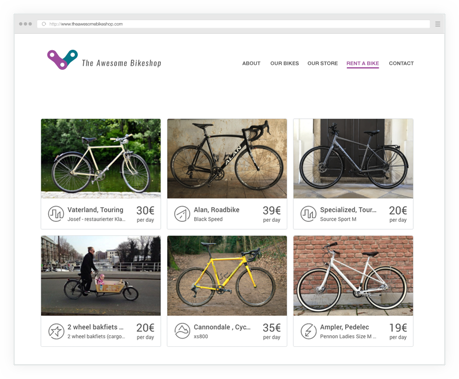 http://www.theawesomebikeshop.com
The Awesome Bikeshop
ABOUT OUR BIKES OUR STORE RENT A BIKE CONTACT
Vaterland, Touring 30€
Josef - restaurierter Kla... per day
Alan, Roadbike 39€
Black Speed per day
Specialized, Tour... 20€
Source Sport M per day
2 wheel bakfiets ... 20€
2 wheel bakfiets (cargo... per day
Cannondale , Cyc... 35€
xs800 per day
Ampler, Pedelec 19€
Pennon Ladies Size M ... per day